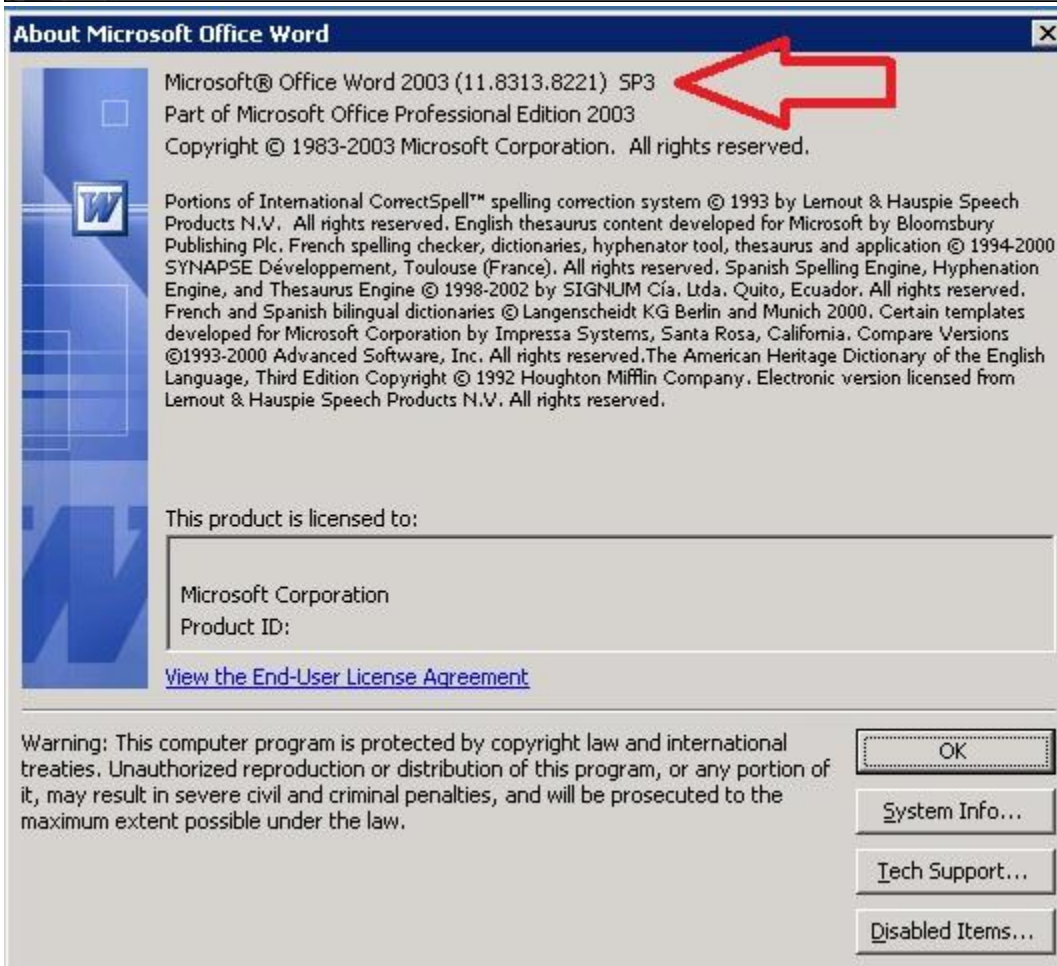 About Microsoft Office Word
Microsoft® Office Word 2003 (11.8313.8221)  SP3
Part of Microsoft Office Professional Edition 2003
Copyright © 1983-2003 Microsoft Corporation.  All rights reserved.
W
Portions of International CorrectSpell™ spelling correction system © 1993 by Lernout & Hauspie Speech
Products N.V.  All rights reserved. English thesaurus content developed for Microsoft by Bloomsbury
Publishing Plc. French spelling checker, dictionaries, hyphenator tool, thesaurus and application © 1994-2000
SYNAPSE Développement, Toulouse (France). All rights reserved. Spanish Spelling Engine, Hyphenation
Engine, and Thesaurus Engine © 1998-2002 by SIGNUM Cía. Ltda. Quito, Ecuador. All rights reserved.
French and Spanish bilingual dictionaries © Langenscheidt KG Berlin and Munich 2000. Certain templates
developed for Microsoft Corporation by Impressa Systems, Santa Rosa, California. Compare Versions
©1993-2000 Advanced Software, Inc. All rights reserved.The American Heritage Dictionary of the English
Language, Third Edition Copyright © 1992 Houghton Mifflin Company. Electronic version licensed from
Lernout & Hauspie Speech Products N.V. All rights reserved.
This product is licensed to:
Microsoft Corporation
Product ID:
View the End-User License Agreement
Warning: This computer program is protected by copyright law and international
treaties. Unauthorized reproduction or distribution of this program, or any portion of
it, may result in severe civil and criminal penalties, and will be prosecuted to the
maximum extent possible under the law.
OK
System Info...
Tech Support...
Disabled Items...